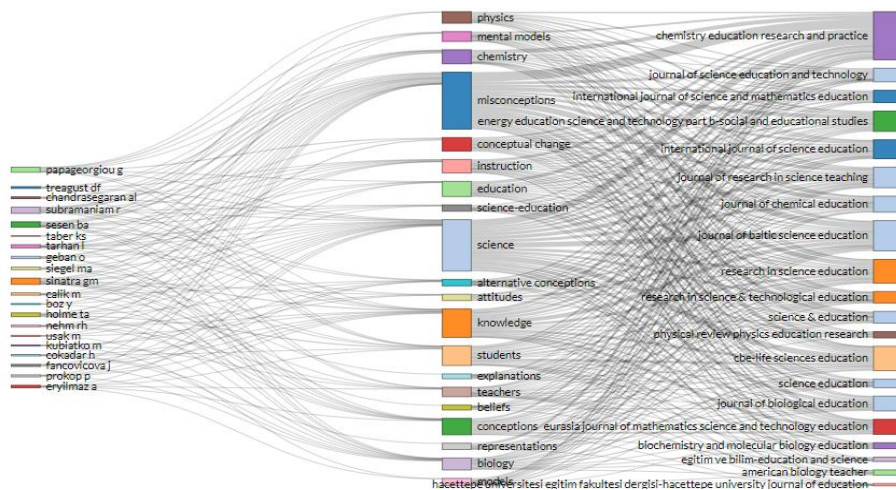 papageorgiou g
treagust df
chandrasegaran al
subramaniam r
sesen ba
taber ks
tarhan l
geban o
siegel ma
sinatra gm
calik m
boz y
holme ta
nehm rh
usak m
kubiatko m
cokadar h
fancovicova j
prokop p
eryilmaz a
physics
mental models
chemistry
misconceptions
conceptual change
instruction
education
science-education
science
alternative conceptions
attitudes
knowledge
students
explanations
teachers
beliefs
conceptions
representations
biology
models
chemistry education research and practice
journal of science education and technology
international journal of science and mathematics education
energy education science and technology part b-social and educational studies
international journal of science education
journal of research in science teaching
journal of chemical education
journal of baltic science education
research in science education
research in science & technological education
science & education
physical review physics education research
cbe-life sciences education
science education
journal of biological education
eurasia journal of mathematics science and technology education
biochemistry and molecular biology education
egitim ve bilim-education and science
american biology teacher
hacettepe universitesi egitim fakultesi dergisi-hacettepe university journal of education